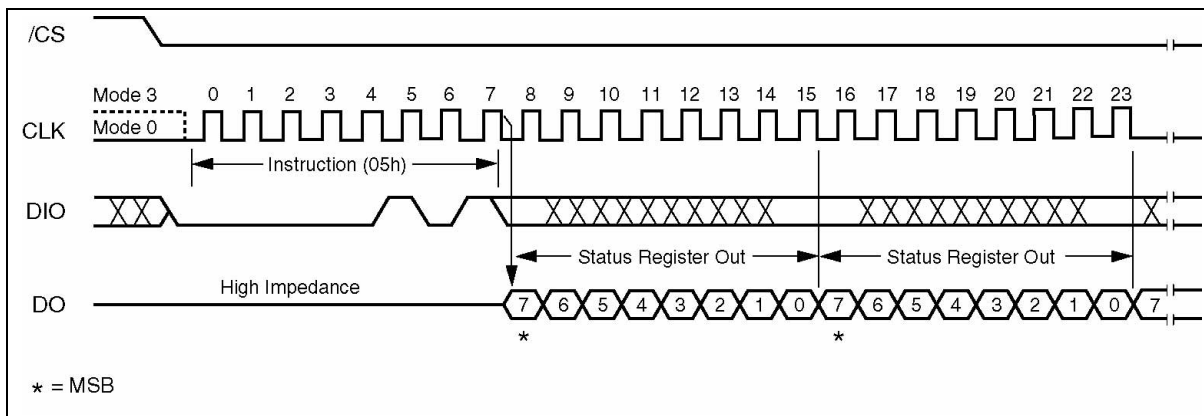 /CS
Mode 3
0 1 2 3 4 5 6 7 8 9 10 11 12 13 14 15 16 17 18 19 20 21 22 23
CLK
Mode 0
Instruction (05h)
DIO
Status Register Out
Status Register Out
High Impedance
DO
7 6 5 4 3 2 1 0 7 6 5 4 3 2 1 0 7
* *
* = MSB